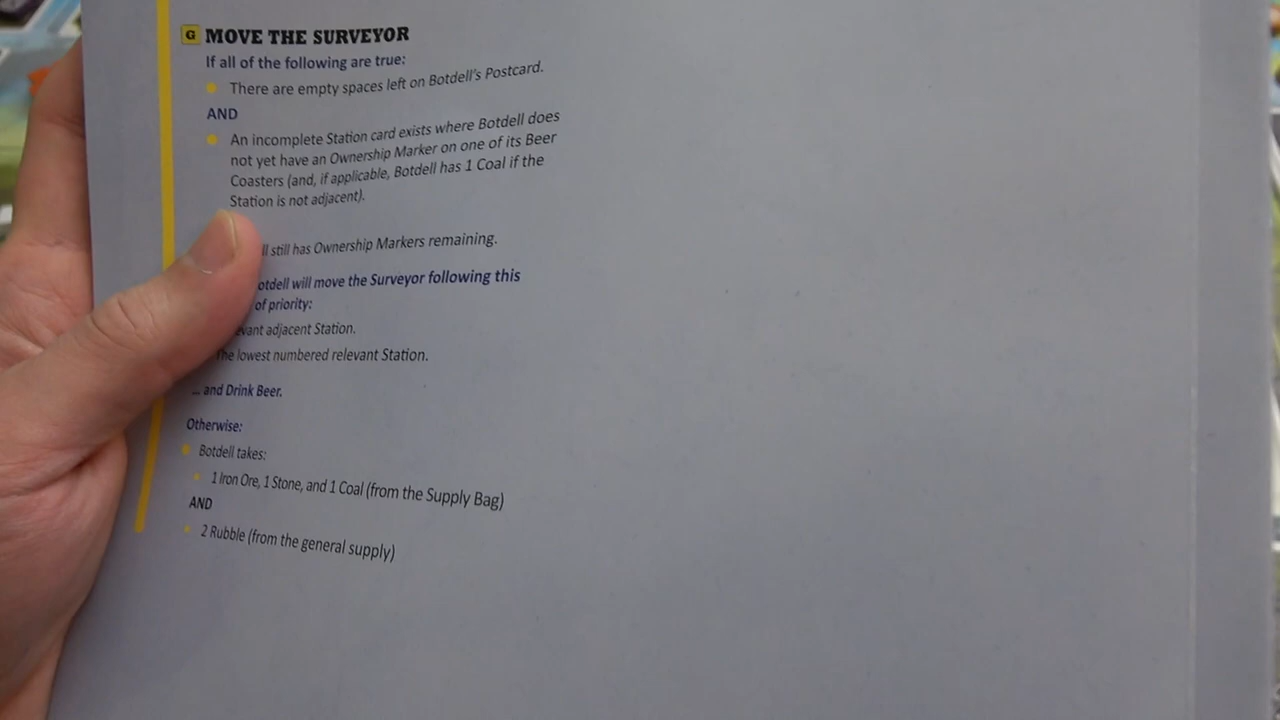 G MOVE THE SURVEYOR
If all of the following are true:
There are empty spaces left on Botdell's Postcard.
AND
An incomplete Station card exists where Botdell does
not yet have an Ownership Marker on one of its Beer
Coasters (and, if applicable, Botdell has 1 Coal if the
Station is not adjacent).
still has Ownership Markers remaining.
will move the Surveyor following this
of priority:
adjacent Station.
The lowest numbered relevant Station.
... and Drink Beer.
Otherwise:
Botdell takes:
1 Iron Ore, 1 Stone, and 1 Coal (from the Supply Bag)
AND
2 Rubble (from the general supply)